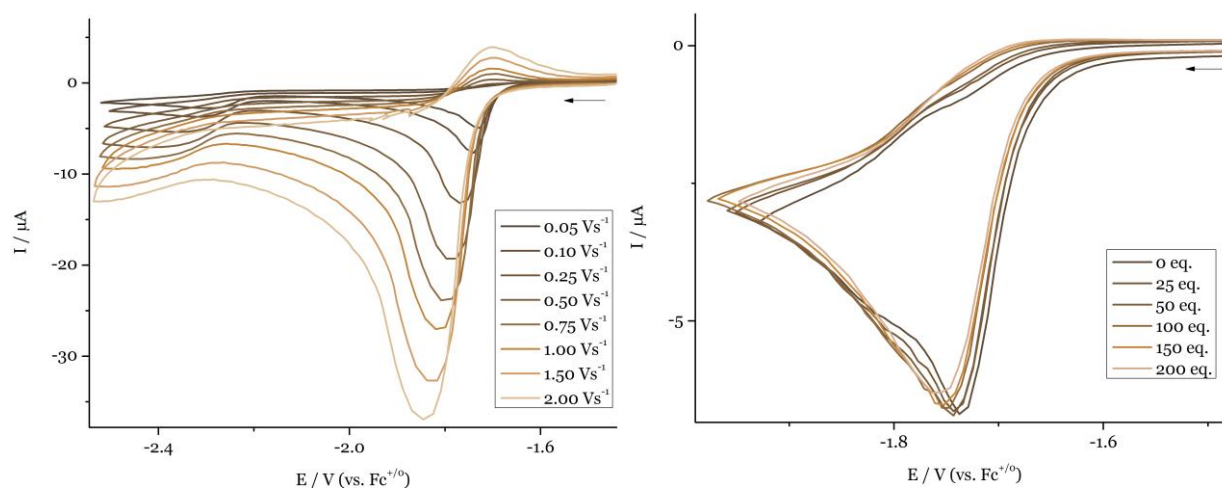 0
-10
-20
-30
I / µA
-2.4
-2.0
-1.6
E / V (vs. Fc⁺/⁰)
0.05 Vs⁻¹
0.10 Vs⁻¹
0.25 Vs⁻¹
0.50 Vs⁻¹
0.75 Vs⁻¹
1.00 Vs⁻¹
1.50 Vs⁻¹
2.00 Vs⁻¹
0
-5
I / µA
-1.8
-1.6
E / V (vs. Fc⁺/⁰)
0 eq.
25 eq.
50 eq.
100 eq.
150 eq.
200 eq.